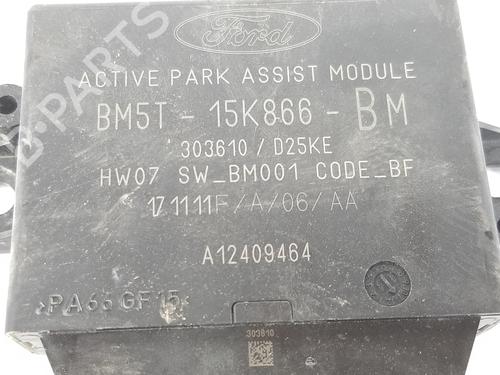 B-PARTS
Ford
ACTIVE PARK ASSIST MODULE
BM5T - 15K866 - BM
303610 / D25KE
HW07 SW_BM001 CODE_BF
171111F/A/06/AA
A12409464
>PA66 GF15<
303610